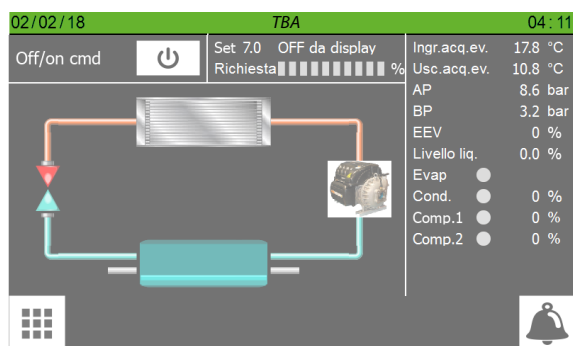 02/02/18 TBA 04:11
Off/on cmd
Set 7.0 OFF da display
Richiesta %
Ingr.acq.ev. 17.8 °C
Usc.acq.ev. 10.8 °C
AP 8.6 bar
BP 3.2 bar
EEV 0 %
Livello liq. 0.0 %
Evap
Cond. 0 %
Comp.1 0 %
Comp.2 0 %